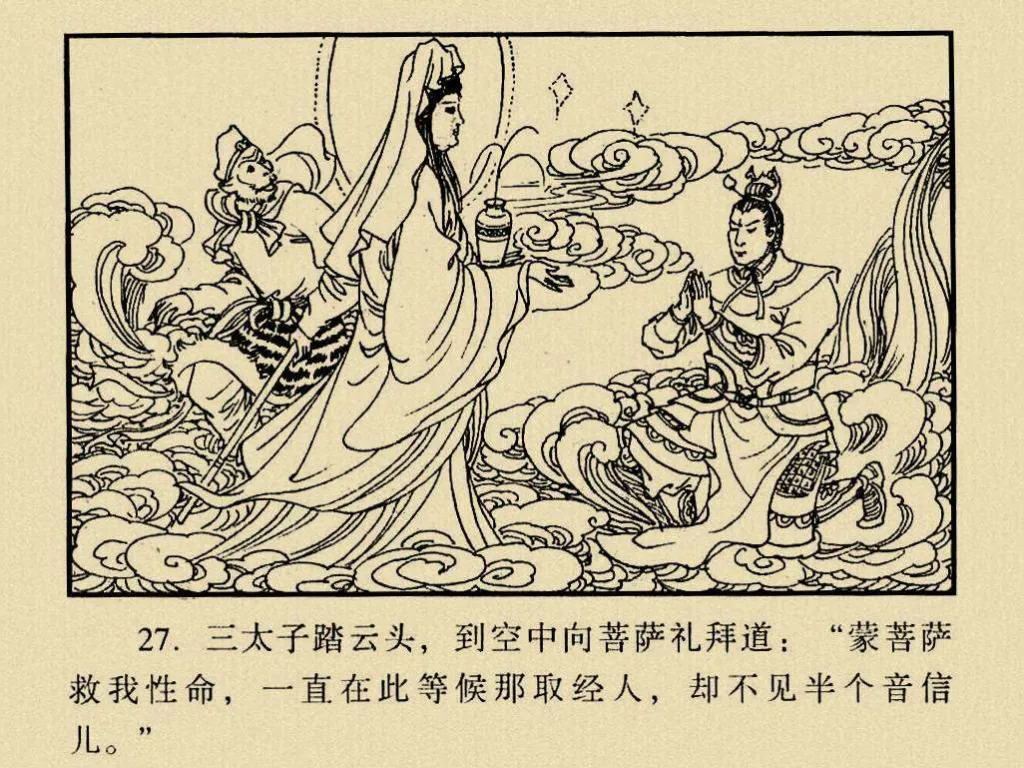 27. 三太子踏云头，到空中向菩萨礼拜道：“蒙菩萨
救我性命，一直在此等候那取经人，却不见半个音信
儿。”